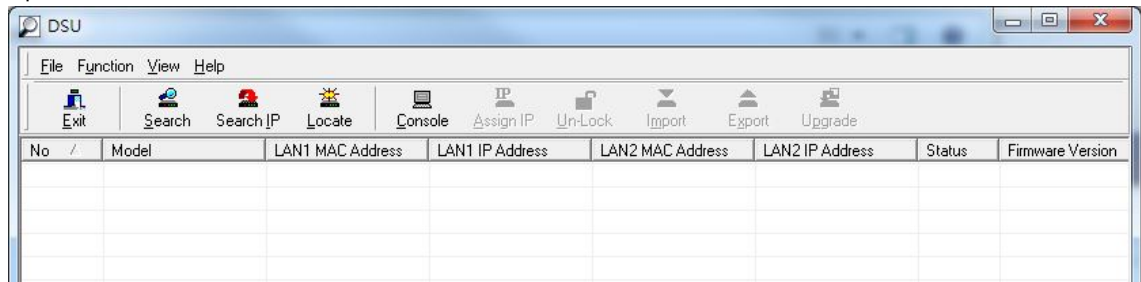 DSU
File Function View Help
Exit Search Search IP Locate Console Assign IP Un-Lock Import Export Upgrade
No Model LAN1 MAC Address LAN1 IP Address LAN2 MAC Address LAN2 IP Address Status Firmware Version